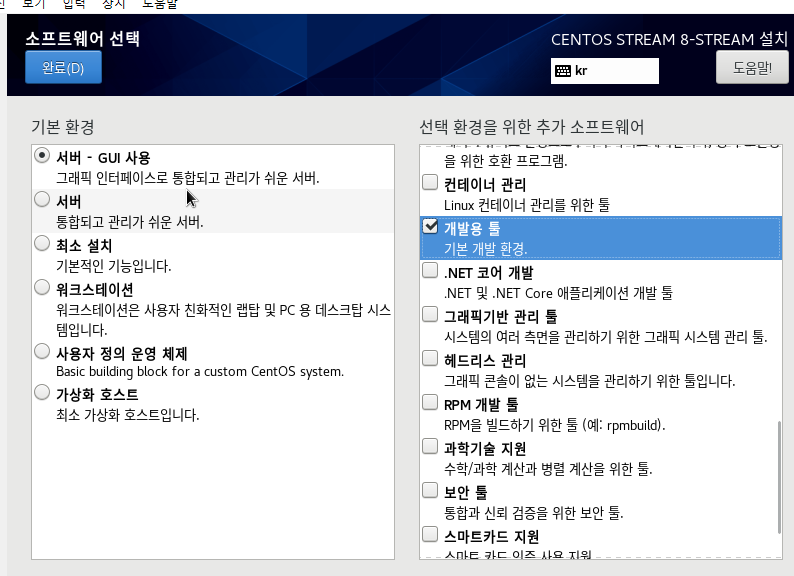 보기 입력 장치 도움말
소프트웨어 선택
CENTOS STREAM 8-STREAM 설치
완료(D)
kr
도움말!
기본 환경
선택 환경을 위한 추가 소프트웨어
서버 - GUI 사용
그래픽 인터페이스로 통합되고 관리가 쉬운 서버.
서버
통합되고 관리가 쉬운 서버.
최소 설치
기본적인 기능입니다.
워크스테이션
워크스테이션은 사용자 친화적인 랩탑 및 PC 용 데스크탑 시스
템입니다.
사용자 정의 운영 체제
Basic building block for a custom CentOS system.
가상화 호스트
최소 가상화 호스트입니다.
을 위한 호환 프로그램.
컨테이너 관리
Linux 컨테이너 관리를 위한 툴
개발용 툴
기본 개발 환경.
.NET 코어 개발
.NET 및 .NET Core 애플리케이션 개발 툴
그래픽기반 관리 툴
시스템의 여러 측면을 관리하기 위한 그래픽 시스템 관리 툴.
헤드리스 관리
그래픽 콘솔이 없는 시스템을 관리하기 위한 툴입니다.
RPM 개발 툴
RPM을 빌드하기 위한 툴 (예: rpmbuild).
과학기술 지원
수학/과학 계산과 병렬 계산을 위한 툴.
보안 툴
통합과 신뢰 검증을 위한 보안 툴.
스마트카드 지원
스마트 카드 인증 사용 지원